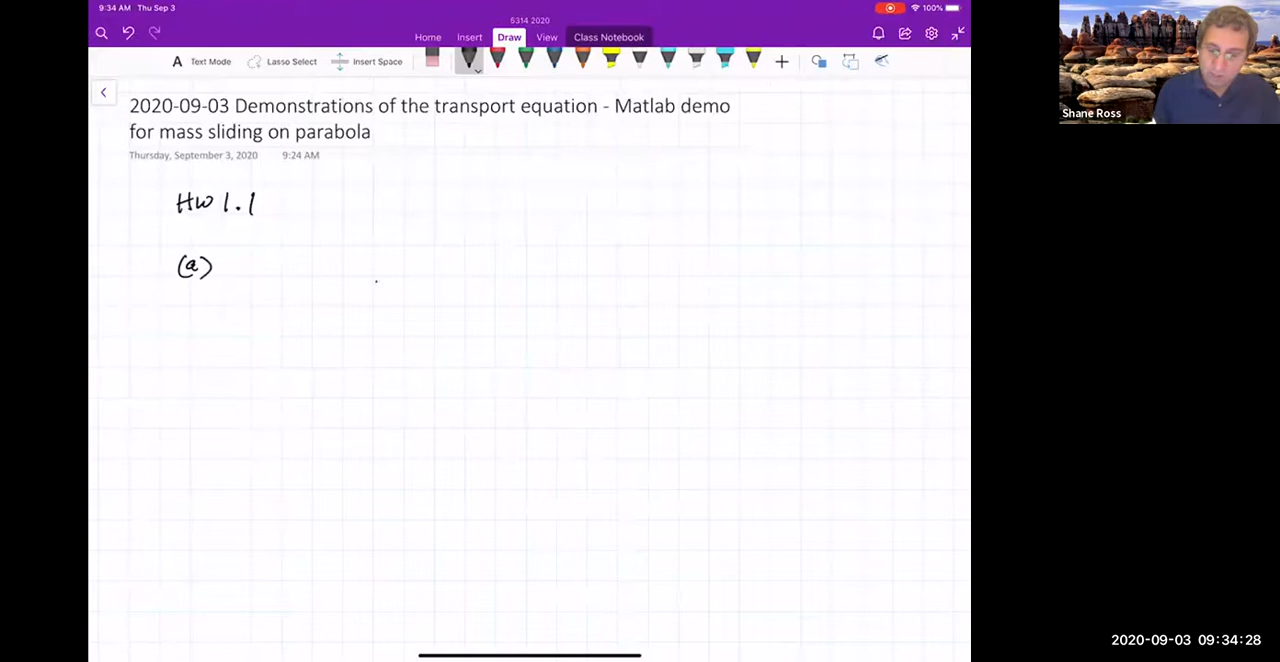 9:34 AM Thu Sep 3
100%
5314 2020
Home Insert Draw View Class Notebook
Text Mode Lasso Select Insert Space
2020-09-03 Demonstrations of the transport equation - Matlab demo
for mass sliding on parabola
Thursday, September 3, 2020 9:24 AM
HW 1.1
(a)
Shane Ross
2020-09-03 09:34:28